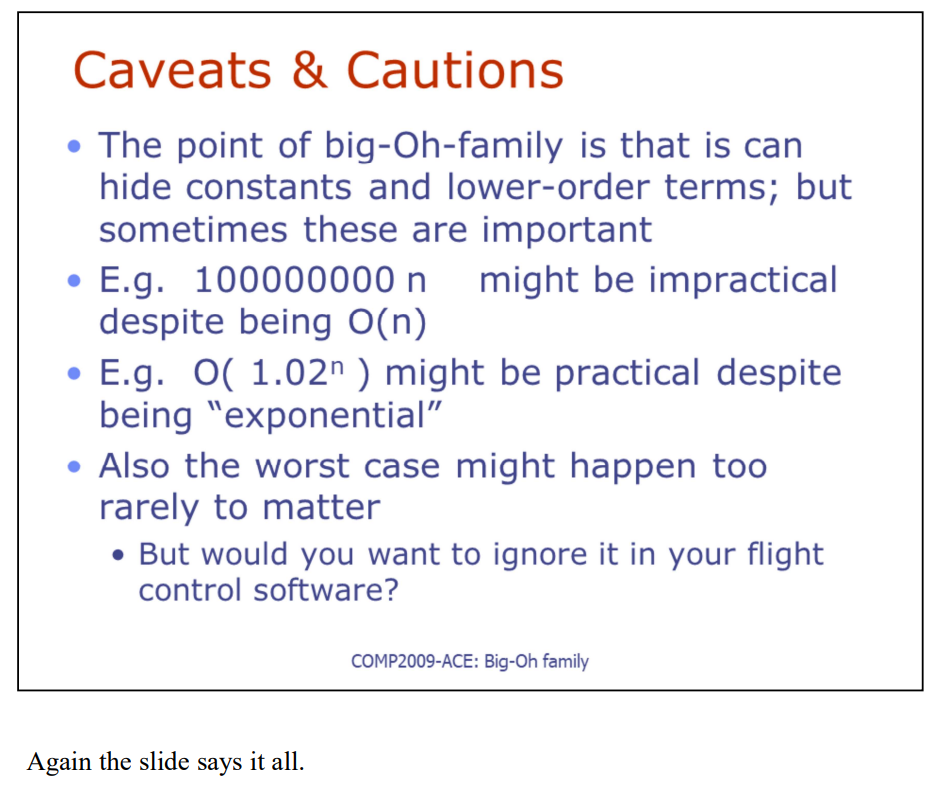 Caveats & Cautions
• The point of big-Oh-family is that is can
hide constants and lower-order terms; but
sometimes these are important
• E.g. 100000000 n might be impractical
despite being O(n)
• E.g. O( 1.02ⁿ ) might be practical despite
being “exponential”
• Also the worst case might happen too
rarely to matter
• But would you want to ignore it in your flight
control software?
COMP2009-ACE: Big-Oh family
Again the slide says it all.